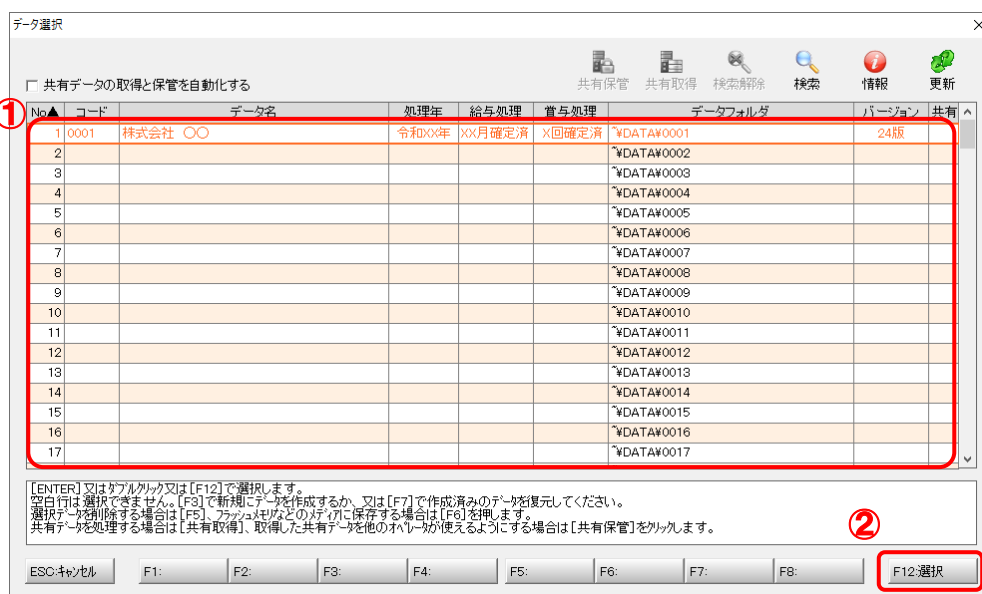 データ選択
共有データの取得と保管を自動化する
共有保管 共有取得 検索解除 検索 情報 更新
①
No▲ コード データ名 処理年 給与処理 賞与処理 データフォルダ バージョン 共有
1 0001 株式会社 〇〇 令和XX年 XX月確定済 X回確定済 ~¥DATA¥0001 24版
2 ~¥DATA¥0002
3 ~¥DATA¥0003
4 ~¥DATA¥0004
5 ~¥DATA¥0005
6 ~¥DATA¥0006
7 ~¥DATA¥0007
8 ~¥DATA¥0008
9 ~¥DATA¥0009
10 ~¥DATA¥0010
11 ~¥DATA¥0011
12 ~¥DATA¥0012
13 ~¥DATA¥0013
14 ~¥DATA¥0014
15 ~¥DATA¥0015
16 ~¥DATA¥0016
17 ~¥DATA¥0017
[ENTER]又はﾀﾞﾌﾞﾙｸﾘｯｸ又は[F12]で選択します。
空白行は選択できません。[F3]で新規にﾃﾞｰﾀを作成するか、又は[F7]で作成済みのﾃﾞｰﾀを復元してください。
選択ﾃﾞｰﾀを削除する場合は[F5]、ﾌﾗｯｼｭﾒﾓﾘなどのﾒﾃﾞｨｱに保存する場合は[F6]を押します。
共有ﾃﾞｰﾀを処理する場合は[共有取得]、取得した共有ﾃﾞｰﾀを他のｵﾍﾟﾚｰﾀが使えるようにする場合は[共有保管]をｸﾘｯｸします。
②
ESC:ｷｬﾝｾﾙ F1: F2: F3: F4: F5: F6: F7: F8: F12:選択